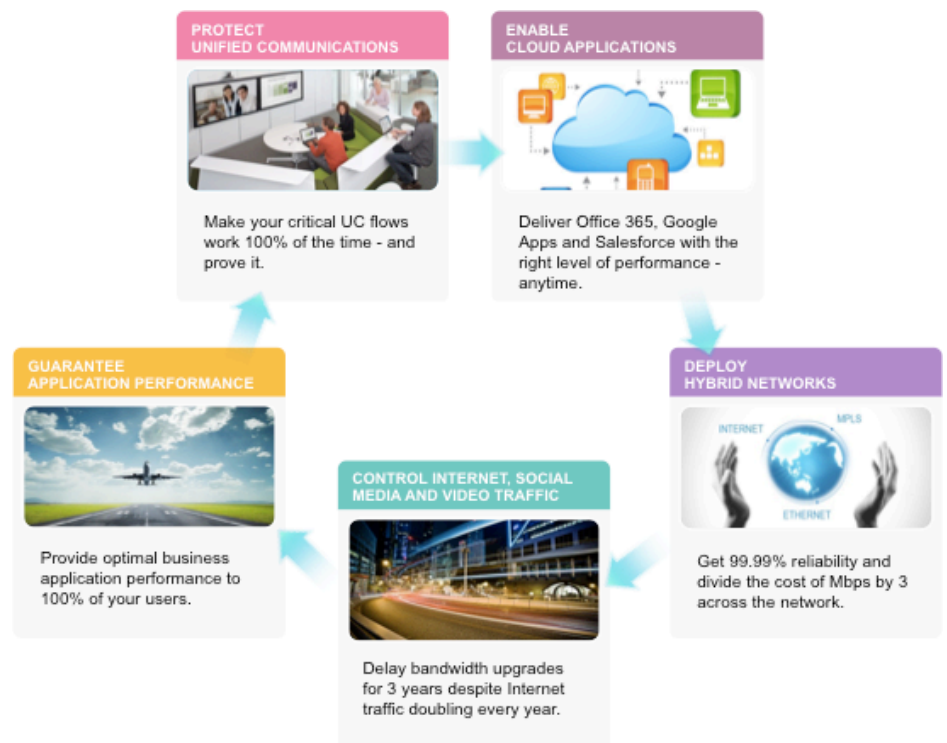 PROTECT
UNIFIED COMMUNICATIONS
Make your critical UC flows
work 100% of the time - and
prove it.
ENABLE
CLOUD APPLICATIONS
Deliver Office 365, Google
Apps and Salesforce with the
right level of performance -
anytime.
DEPLOY
HYBRID NETWORKS
INTERNET
MPLS
ETHERNET
Get 99.99% reliability and
divide the cost of Mbps by 3
across the network.
CONTROL INTERNET, SOCIAL
MEDIA AND VIDEO TRAFFIC
Delay bandwidth upgrades
for 3 years despite Internet
traffic doubling every year.
GUARANTEE
APPLICATION PERFORMANCE
Provide optimal business
application performance to
100% of your users.